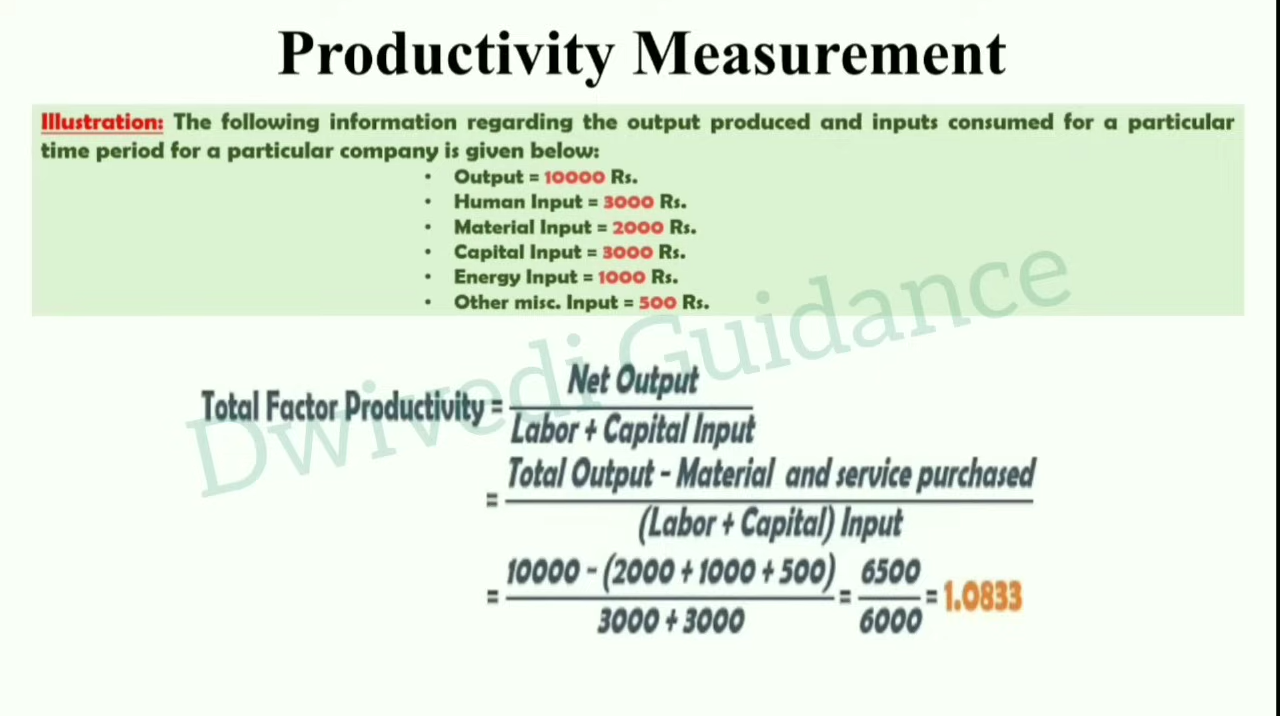 Productivity Measurement
Illustration: The following information regarding the output produced and inputs consumed for a particular
time period for a particular company is given below:
• Output = 10000 Rs.
• Human Input = 3000 Rs.
• Material Input = 2000 Rs.
• Capital Input = 3000 Rs.
• Energy Input = 1000 Rs.
• Other misc. Input = 500 Rs.
Dwivedi Guidance
Total Factor Productivity = Net Output
Labor + Capital Input
= Total Output - Material and service purchased
(Labor + Capital) Input
= 10000 - (2000 + 1000 + 500)
3000 + 3000
= 6500
6000
= 1.0833